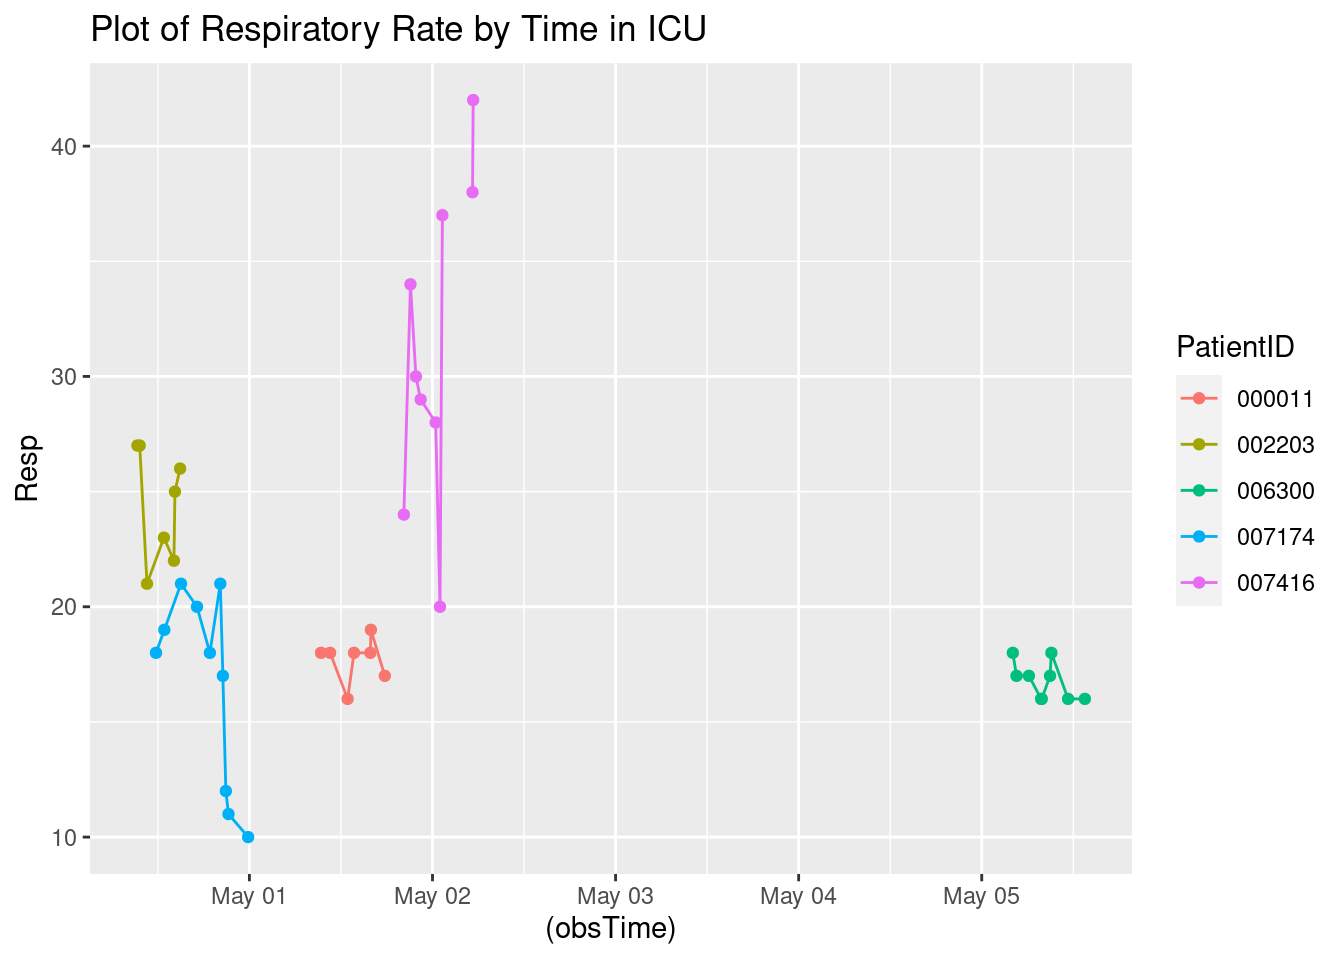 Plot of Respiratory Rate by Time in ICU
40
30
20
10
Resp
May 01
May 02
May 03
May 04
May 05
(obsTime)
PatientID
000011
002203
006300
007174
007416